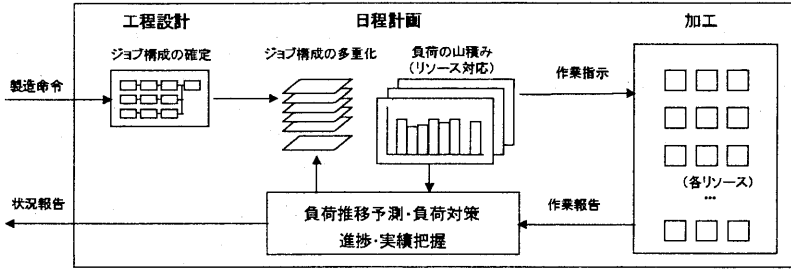 工程設計
日程計画
加工
ジョブ構成の確定
ジョブ構成の多重化
負荷の山積み
(リソース対応)
作業指示
製造命令
(各リソース)
…
状況報告
負荷推移予測・負荷対策
進捗・実績把握
作業報告